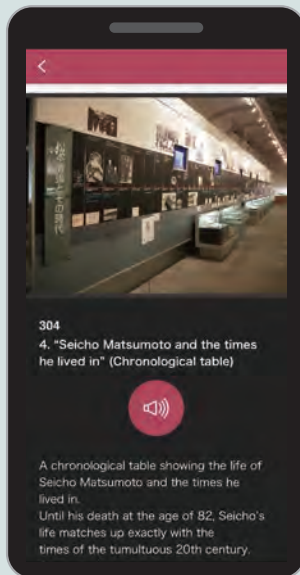 304
4. "Seicho Matsumoto and the times
he lived in" (Chronological table)
A chronological table showing the life of
Seicho Matsumoto and the times he
lived in.
Until his death at the age of 82, Seicho's
life matches up exactly with the
times of the tumultuous 20th century.